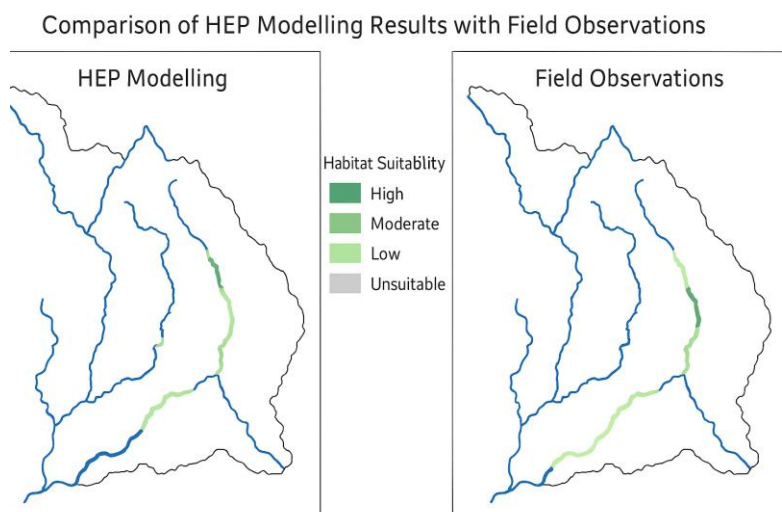 Comparison of HEP Modelling Results with Field Observations
HEP Modelling
Field Observations
Habitat Suitablity
High
Moderate
Low
Unsuitable